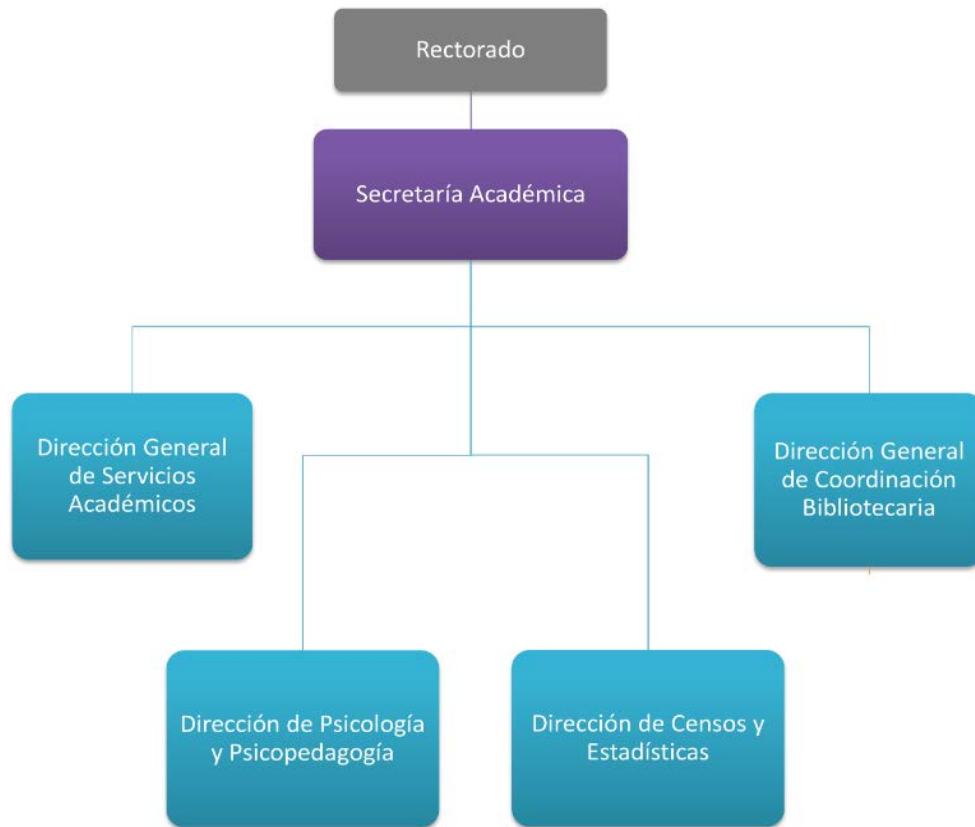 Rectorado
Secretaría Académica
Dirección General
de Servicios
Académicos
Dirección General
de Coordinación
Bibliotecaria
Dirección de Psicología
y Psicopedagogía
Dirección de Censos y
Estadísticas